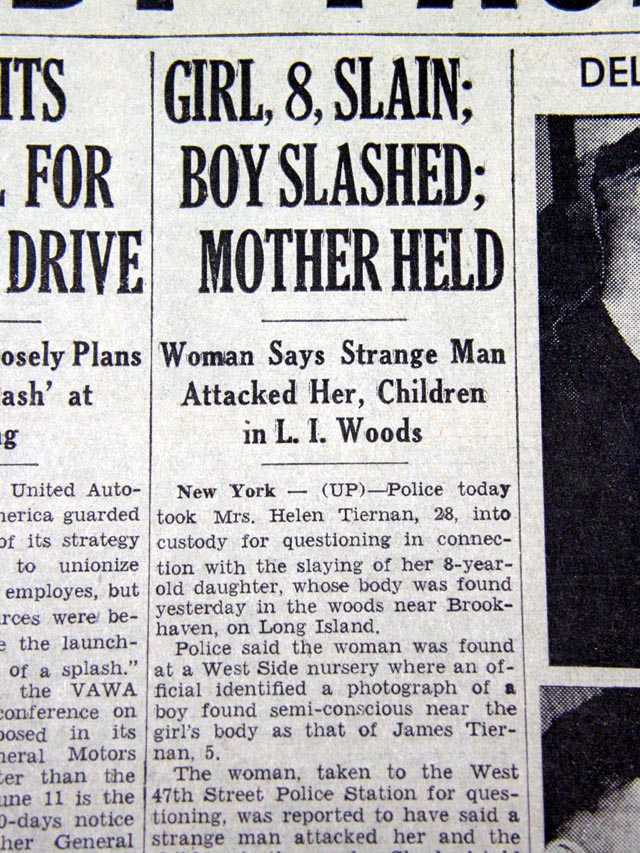 ITS
FOR
DRIVE
osely Plans
ash' at
United Auto-
merica guarded
of its strategy
to unionize
employes, but
urces were be-
e the launch-
of a splash."
the VAWA
conference on
posed in its
neral Motors
ter than the
une 11 is the
0-days notice
her General
GIRL, 8, SLAIN;
BOY SLASHED;
MOTHER HELD
Woman Says Strange Man
Attacked Her, Children
in L. I. Woods
New York — (UP)—Police today
took Mrs. Helen Tiernan, 28, into
custody for questioning in connec-
tion with the slaying of her 8-year-
old daughter, whose body was found
yesterday in the woods near Brook-
haven, on Long Island.
Police said the woman was found
at a West Side nursery where an of-
ficial identified a photograph of a
boy found semi-conscious near the
girl's body as that of James Tier-
nan, 5.
The woman, taken to the West
47th Street Police Station for ques-
tioning, was reported to have said a
strange man attacked her and the
DEL